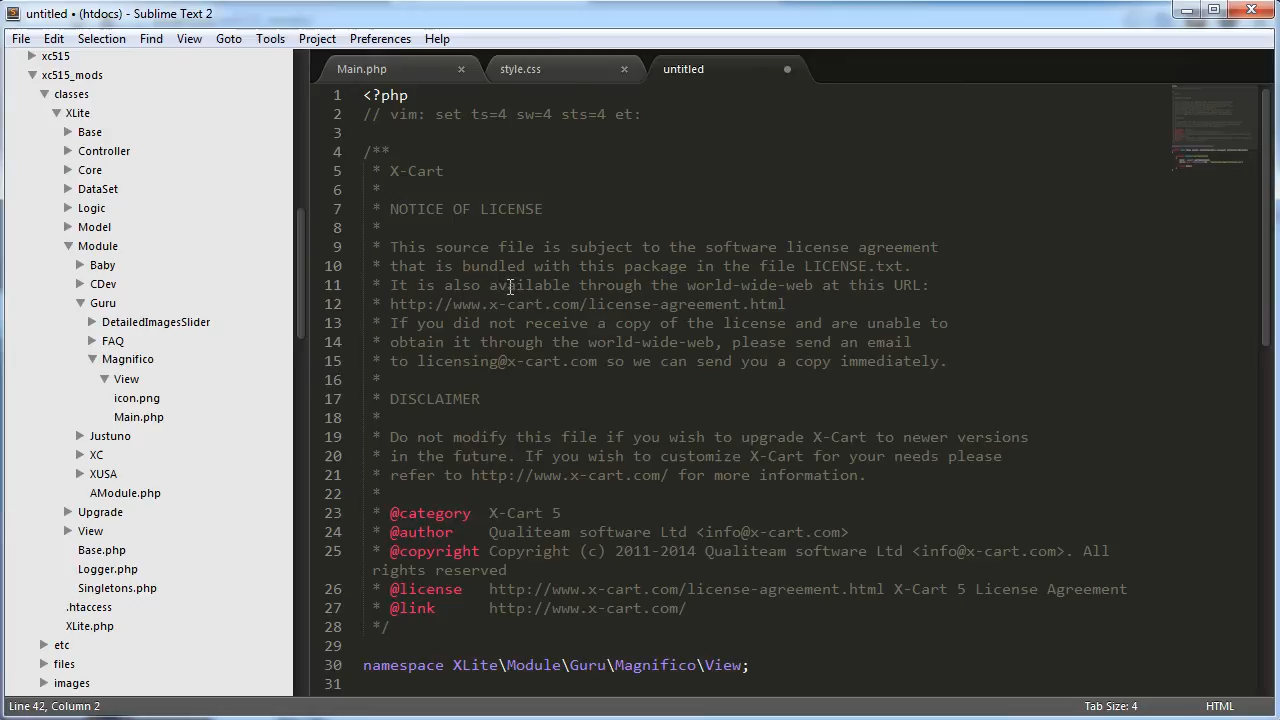 untitled • (htdocs) - Sublime Text 2
File Edit Selection Find View Goto Tools Project Preferences Help
xc515
xc515_mods
classes
XLite
Base
Controller
Core
DataSet
Logic
Model
Module
Baby
CDev
Guru
DetailedImagesSlider
FAQ
Magnifico
View
icon.png
Main.php
Justuno
XC
XUSA
AModule.php
Upgrade
View
Base.php
Logger.php
Singletons.php
.htaccess
XLite.php
etc
files
images
Main.php × style.css × untitled
1 <?php
2 // vim: set ts=4 sw=4 sts=4 et:
3
4 /**
5 * X-Cart
6 *
7 * NOTICE OF LICENSE
8 *
9 * This source file is subject to the software license agreement
10 * that is bundled with this package in the file LICENSE.txt.
11 * It is also available through the world-wide-web at this URL:
12 * http://www.x-cart.com/license-agreement.html
13 * If you did not receive a copy of the license and are unable to
14 * obtain it through the world-wide-web, please send an email
15 * to licensing@x-cart.com so we can send you a copy immediately.
16 *
17 * DISCLAIMER
18 *
19 * Do not modify this file if you wish to upgrade X-Cart to newer versions
20 * in the future. If you wish to customize X-Cart for your needs please
21 * refer to http://www.x-cart.com/ for more information.
22 *
23 * @category X-Cart 5
24 * @author Qualiteam software Ltd <info@x-cart.com>
25 * @copyright Copyright (c) 2011-2014 Qualiteam software Ltd <info@x-cart.com>. All
rights reserved
26 * @license http://www.x-cart.com/license-agreement.html X-Cart 5 License Agreement
27 * @link http://www.x-cart.com/
28 */
29
30 namespace XLite\Module\Guru\Magnifico\View;
31
Line 42, Column 2 Tab Size: 4 HTML